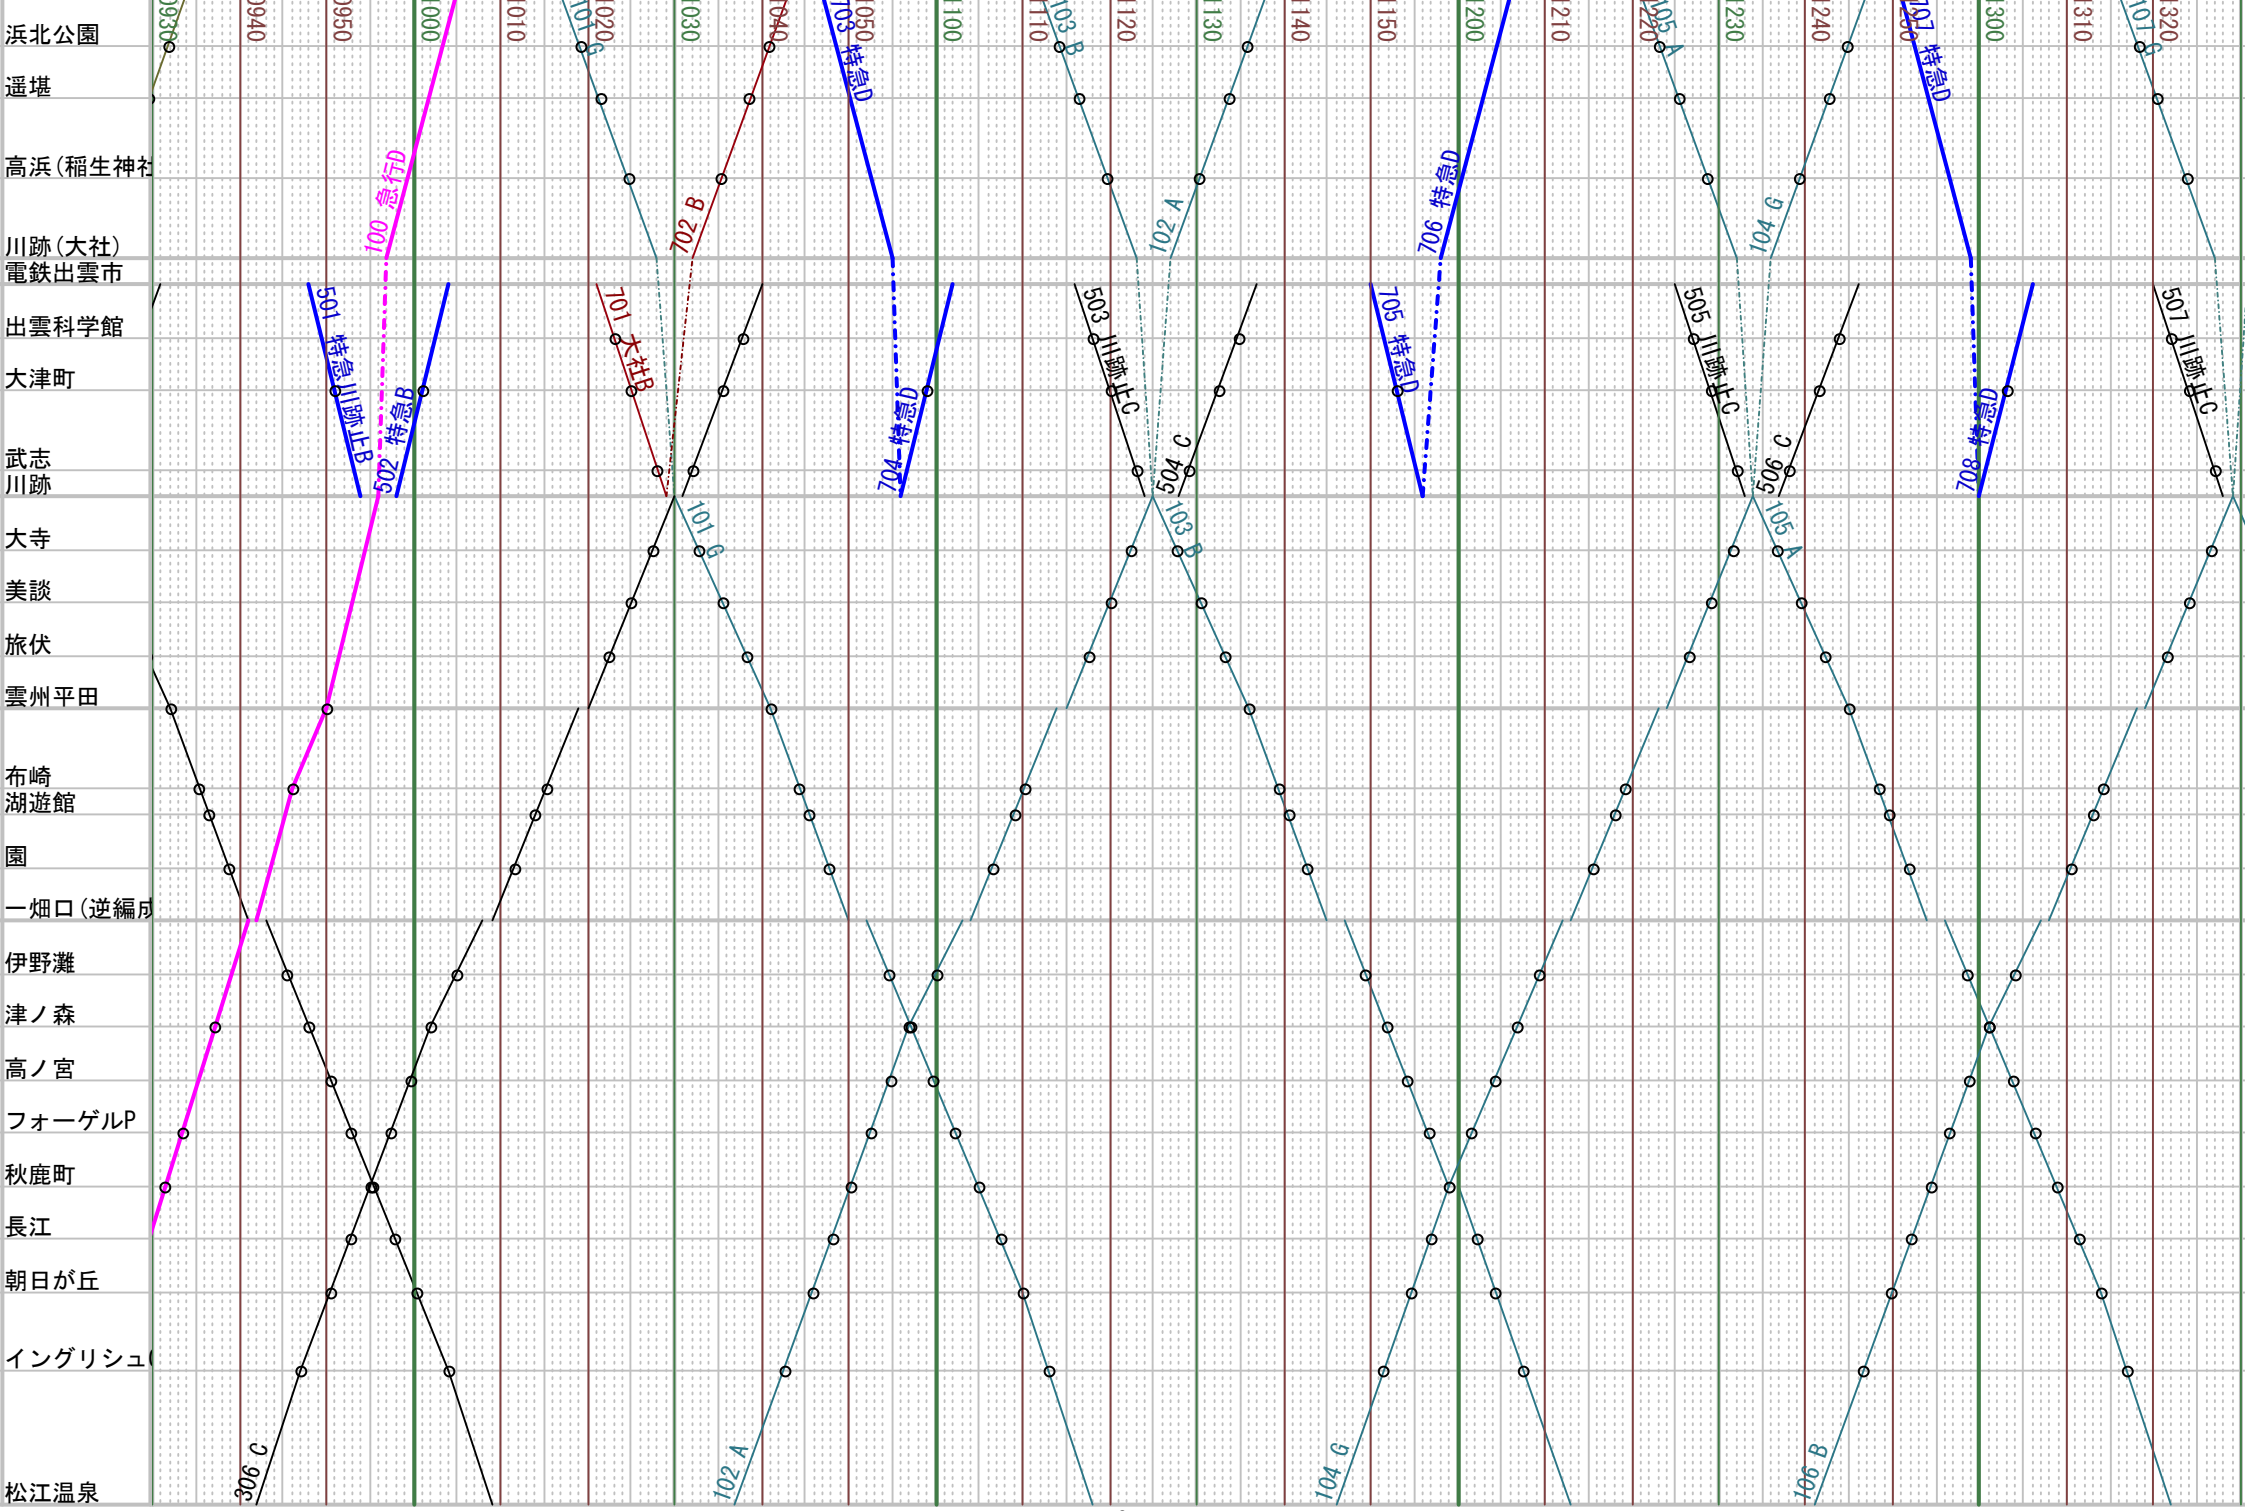 0930 0940 0950 1000 1010 1020 1030 1040 1050 1100 1110 1120 1130 1140 1150 1200 1210 1220 1230 1240 1250 1300 1310 1320
浜北公園
遥堪
高浜(稲生神社
川跡(大社)
電鉄出雲市
出雲科学館
大津町
武志
川跡
大寺
美談
旅伏
雲州平田
布崎
湖遊館
園
一畑口(逆編成
伊野灘
津ノ森
高ノ宮
フォーゲルP
秋鹿町
長江
朝日が丘
イングリシュ
松江温泉
101 G
703 特急D
103 B
105 A
707 特急D
101 G
100 急行D
702 B
102 A
706 特急D
104 G
501 特急川跡止B
502 特急B
701 大社B
704 特急D
503 川跡止C
504 C
705 特急D
505 川跡止C
506 C
708 特急D
507 川跡止C
101 G
103 B
105 A
306 C
102 A
104 G
106 B